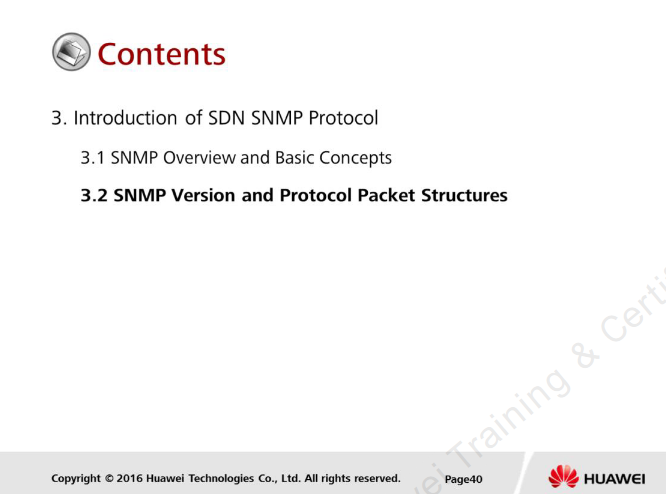 Contents
3. Introduction of SDN SNMP Protocol
3.1 SNMP Overview and Basic Concepts
3.2 SNMP Version and Protocol Packet Structures
Training &
Copyright © 2016 Huawei Technologies Co., Ltd. All rights reserved.
Page40
HUAWEI